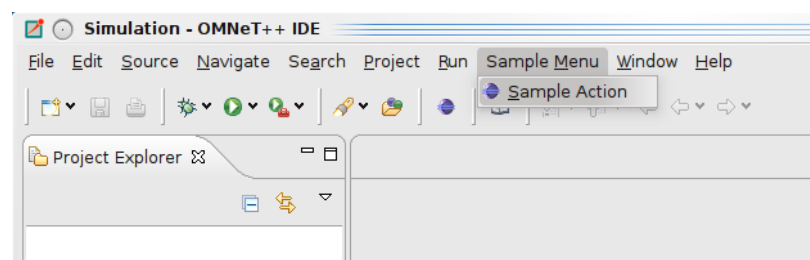 Simulation - OMNeT++ IDE
File Edit Source Navigate Search Project Run Sample Menu Window Help
Sample Action
Project Explorer